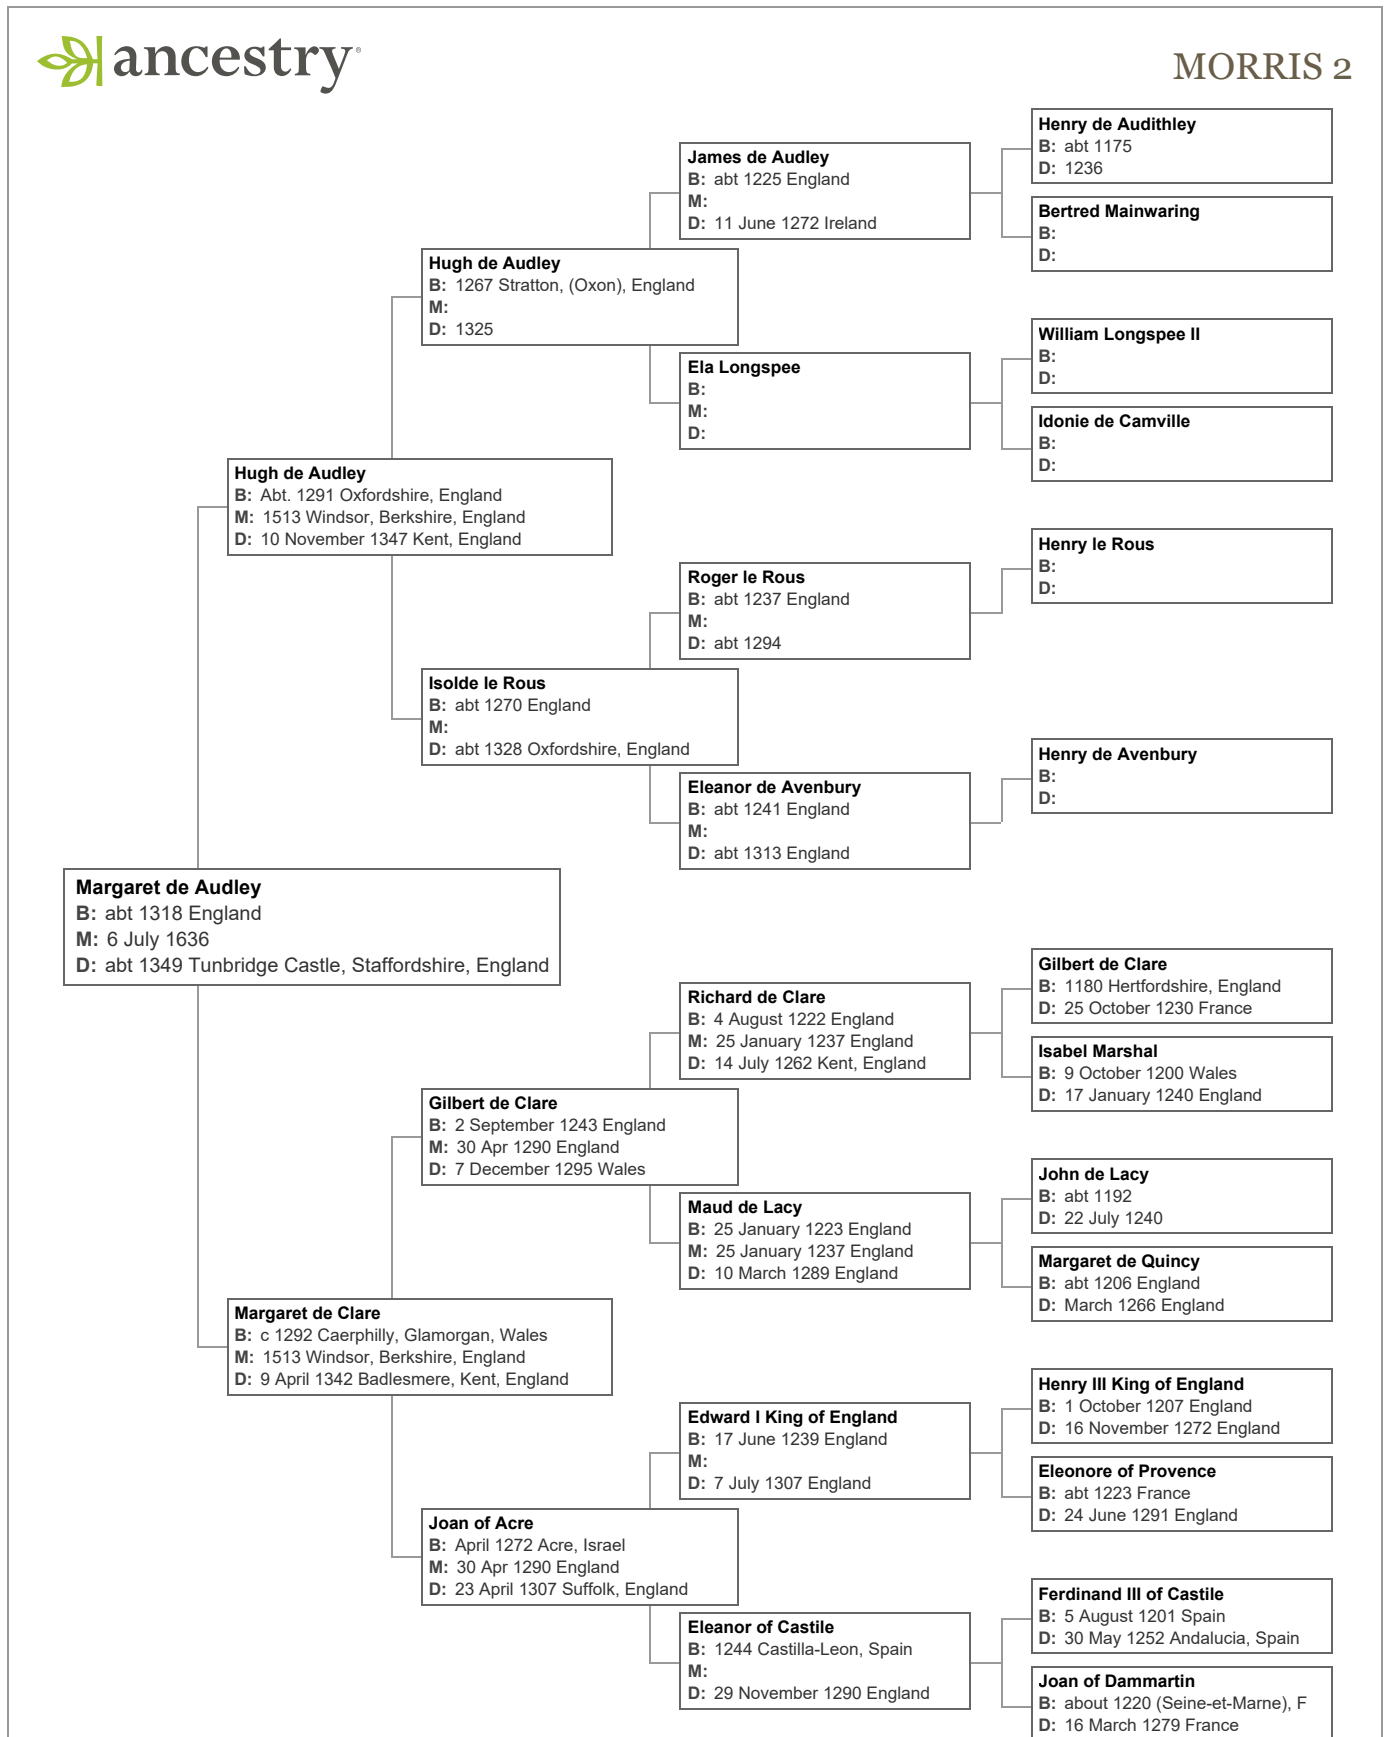 ancestry®
MORRIS 2
Henry de Audithley
B: abt 1175
D: 1236
James de Audley
B: abt 1225 England
M:
D: 11 June 1272 Ireland
Bertred Mainwaring
B:
D:
Hugh de Audley
B: 1267 Stratton, (Oxon), England
M:
D: 1325
William Longspee II
B:
D:
Ela Longspee
B:
M:
D:
Idonie de Camville
B:
D:
Hugh de Audley
B: Abt. 1291 Oxfordshire, England
M: 1513 Windsor, Berkshire, England
D: 10 November 1347 Kent, England
Henry le Rous
B:
D:
Roger le Rous
B: abt 1237 England
M:
D: abt 1294
Isolde le Rous
B: abt 1270 England
M:
D: abt 1328 Oxfordshire, England
Henry de Avenbury
B:
D:
Eleanor de Avenbury
B: abt 1241 England
M:
D: abt 1313 England
Margaret de Audley
B: abt 1318 England
M: 6 July 1636
D: abt 1349 Tunbridge Castle, Staffordshire, England
Gilbert de Clare
B: 1180 Hertfordshire, England
D: 25 October 1230 France
Richard de Clare
B: 4 August 1222 England
M: 25 January 1237 England
D: 14 July 1262 Kent, England
Isabel Marshal
B: 9 October 1200 Wales
D: 17 January 1240 England
Gilbert de Clare
B: 2 September 1243 England
M: 30 Apr 1290 England
D: 7 December 1295 Wales
John de Lacy
B: abt 1192
D: 22 July 1240
Maud de Lacy
B: 25 January 1223 England
M: 25 January 1237 England
D: 10 March 1289 England
Margaret de Quincy
B: abt 1206 England
D: March 1266 England
Margaret de Clare
B: c 1292 Caerphilly, Glamorgan, Wales
M: 1513 Windsor, Berkshire, England
D: 9 April 1342 Badlesmere, Kent, England
Henry III King of England
B: 1 October 1207 England
D: 16 November 1272 England
Edward I King of England
B: 17 June 1239 England
M:
D: 7 July 1307 England
Eleonore of Provence
B: abt 1223 France
D: 24 June 1291 England
Joan of Acre
B: April 1272 Acre, Israel
M: 30 Apr 1290 England
D: 23 April 1307 Suffolk, England
Ferdinand III of Castile
B: 5 August 1201 Spain
D: 30 May 1252 Andalucia, Spain
Eleanor of Castile
B: 1244 Castilla-Leon, Spain
M:
D: 29 November 1290 England
Joan of Dammartin
B: about 1220 (Seine-et-Marne), F
D: 16 March 1279 France